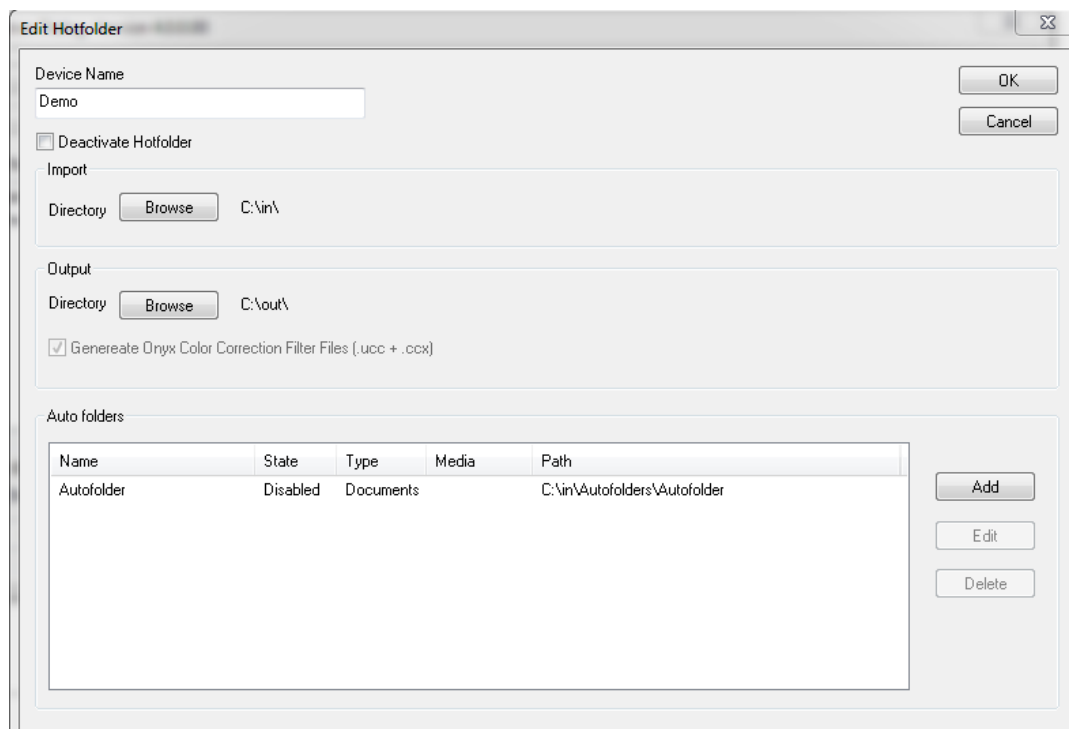 Edit Hotfolder
Device Name
OK
Demo
Cancel
Deactivate Hotfolder
Import
Directory Browse C:\in\
Output
Directory Browse C:\out\
Genereate Onyx Color Correction Filter Files (.ucc + .ccx)
Auto folders
Name State Type Media Path
Autofolder Disabled Documents C:\in\Autofolders\Autofolder
Add
Edit
Delete